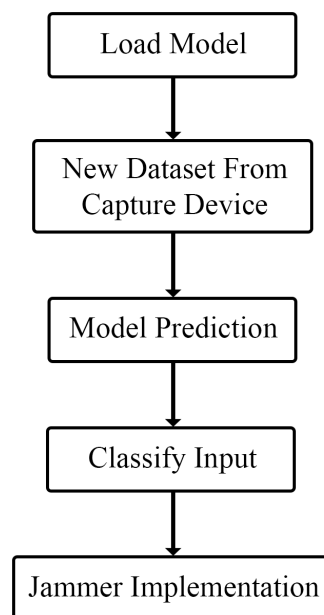 Load Model
New Dataset From
Capture Device
Model Prediction
Classify Input
Jammer Implementation